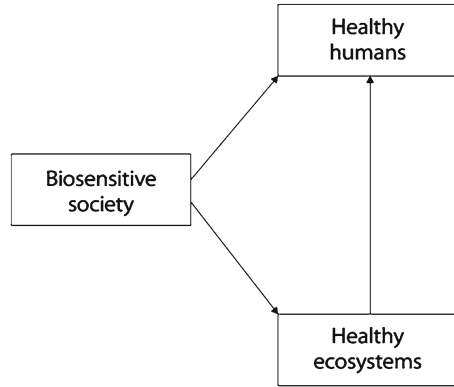 Healthy
humans
Biosensitive
society
Healthy
ecosystems